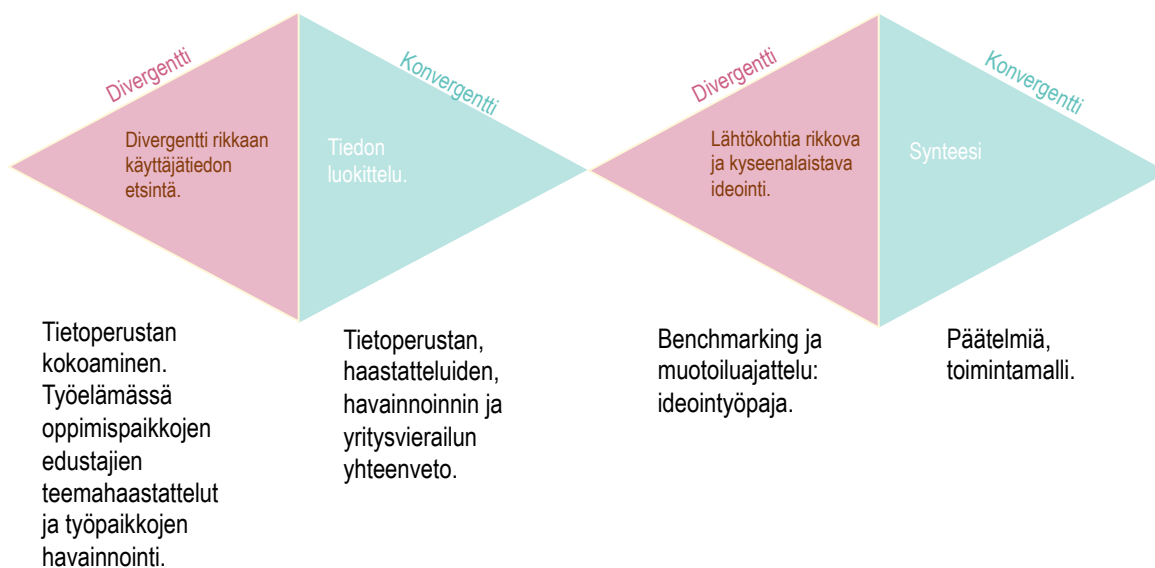 Divergentti
Divergentti rikkaan
käyttäjätiedon
etsintä.
Konvergentti
Tiedon
luokittelu.
Divergentti
Lähtökohtia rikkova
ja kyseenalaistava
ideointi.
Konvergentti
Synteesi
Tietoperustan
kokoaminen.
Työelämässä
oppimispaikkojen
edustajien
teemahaastattelut
ja työpaikkojen
havainnointi.
Tietoperustan,
haastatteluiden,
havainnoinnin ja
yritysvierailun
yhteenveto.
Benchmarking ja
muotoiluajattelu:
ideointyöpaja.
Päätelmiä,
toimintamalli.